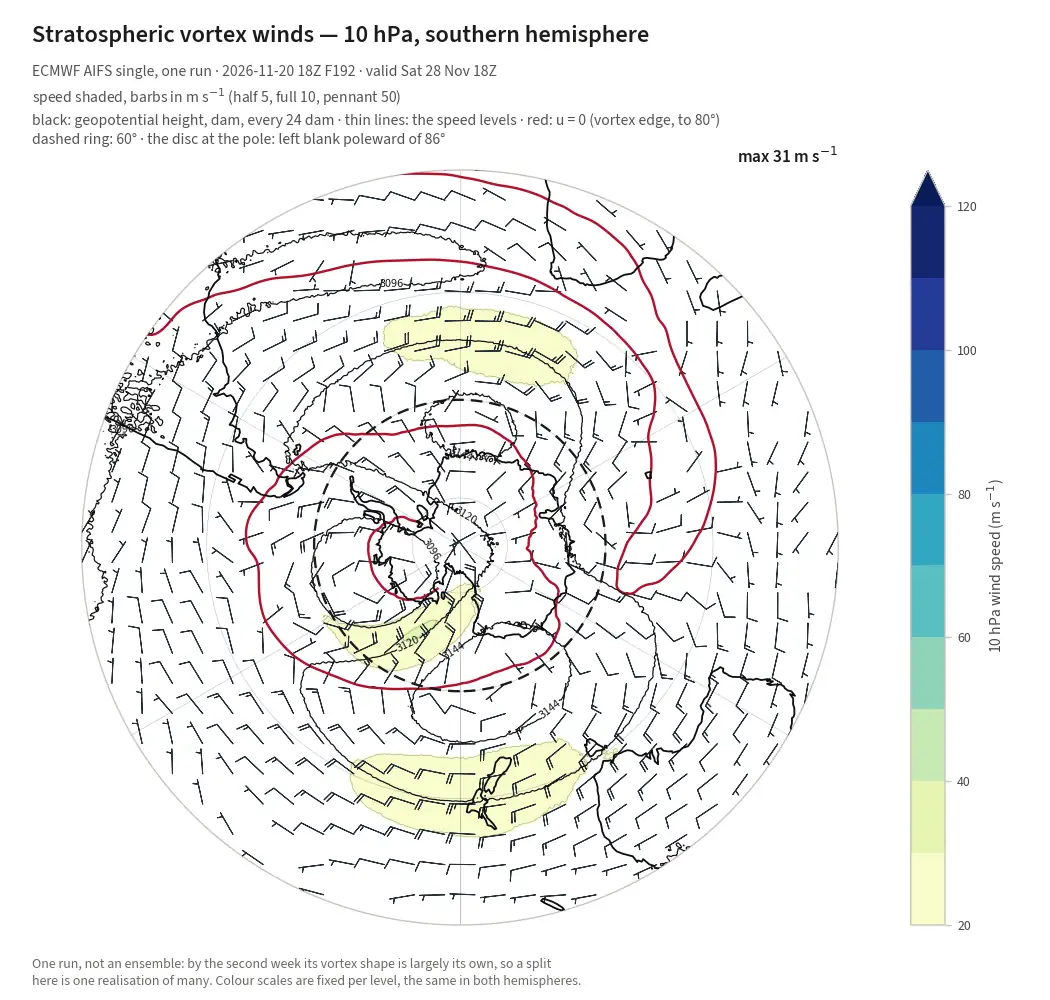 Stratospheric vortex winds — 10 hPa, southern hemisphere
ECMWF AIFS single, one run · 2026-11-20 18Z F192 · valid Sat 28 Nov 18Z
speed shaded, barbs in m s⁻¹ (half 5, full 10, pennant 50)
black: geopotential height, dam, every 24 dam · thin lines: the speed levels · red: u = 0 (vortex edge, to 80°)
dashed ring: 60° · the disc at the pole: left blank poleward of 86°
max 31 m s⁻¹
120
100
80
60
40
20
10 hPa wind speed (m s⁻¹)
3096
3120
3096
3120
3144
3144
One run, not an ensemble: by the second week its vortex shape is largely its own, so a split
here is one realisation of many. Colour scales are fixed per level, the same in both hemispheres.